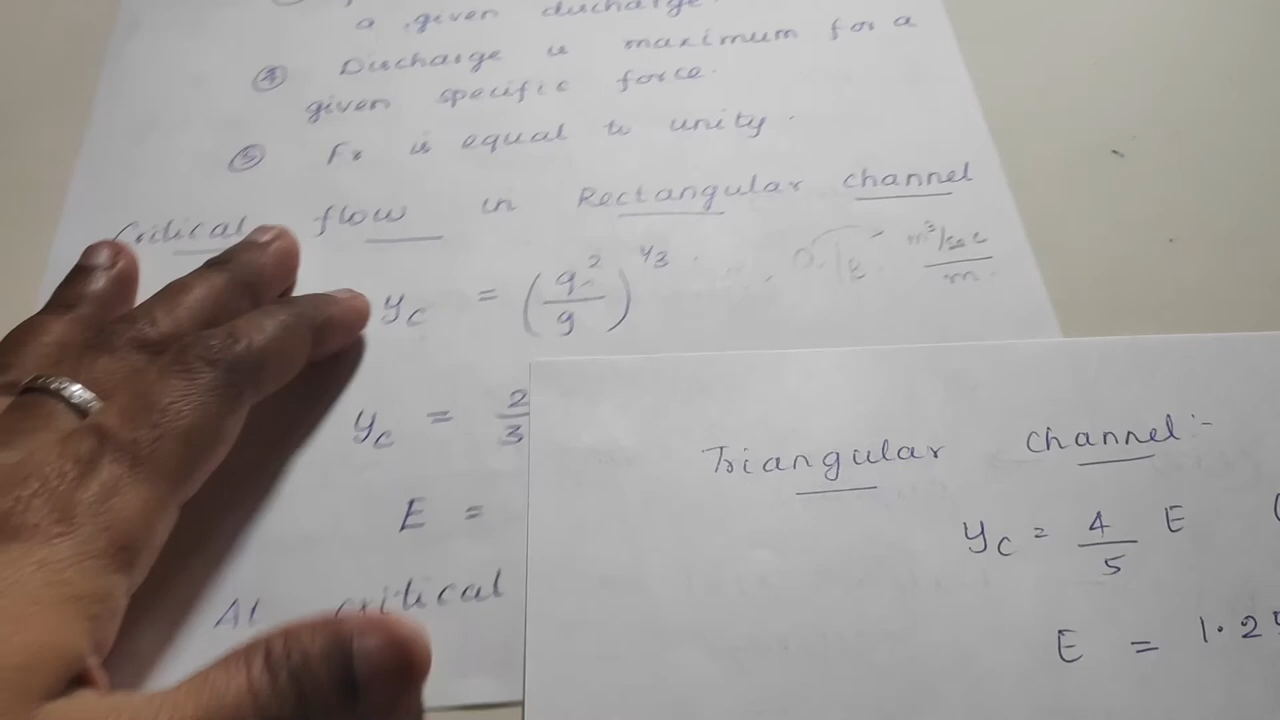 a given discharge.
④ Discharge is maximum for a
given specific force.
⑤ Fr is equal to unity.
Critical flow in Rectangular channel
yc = (q²/g)^1/3
m³/sec/m
yc = 2/3
E =
At critical
Triangular channel:-
yc = 4/5 E (
E = 1.2